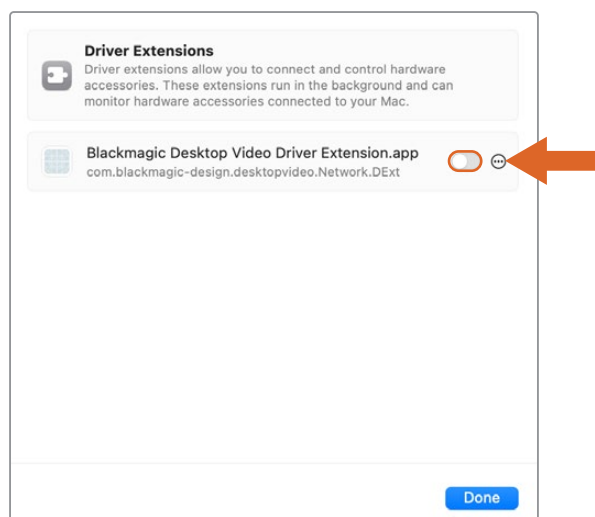 Driver Extensions
Driver extensions allow you to connect and control hardware
accessories. These extensions run in the background and can
monitor hardware accessories connected to your Mac.
Blackmagic Desktop Video Driver Extension.app
com.blackmagic-design.desktopvideo.Network.DExt
Done